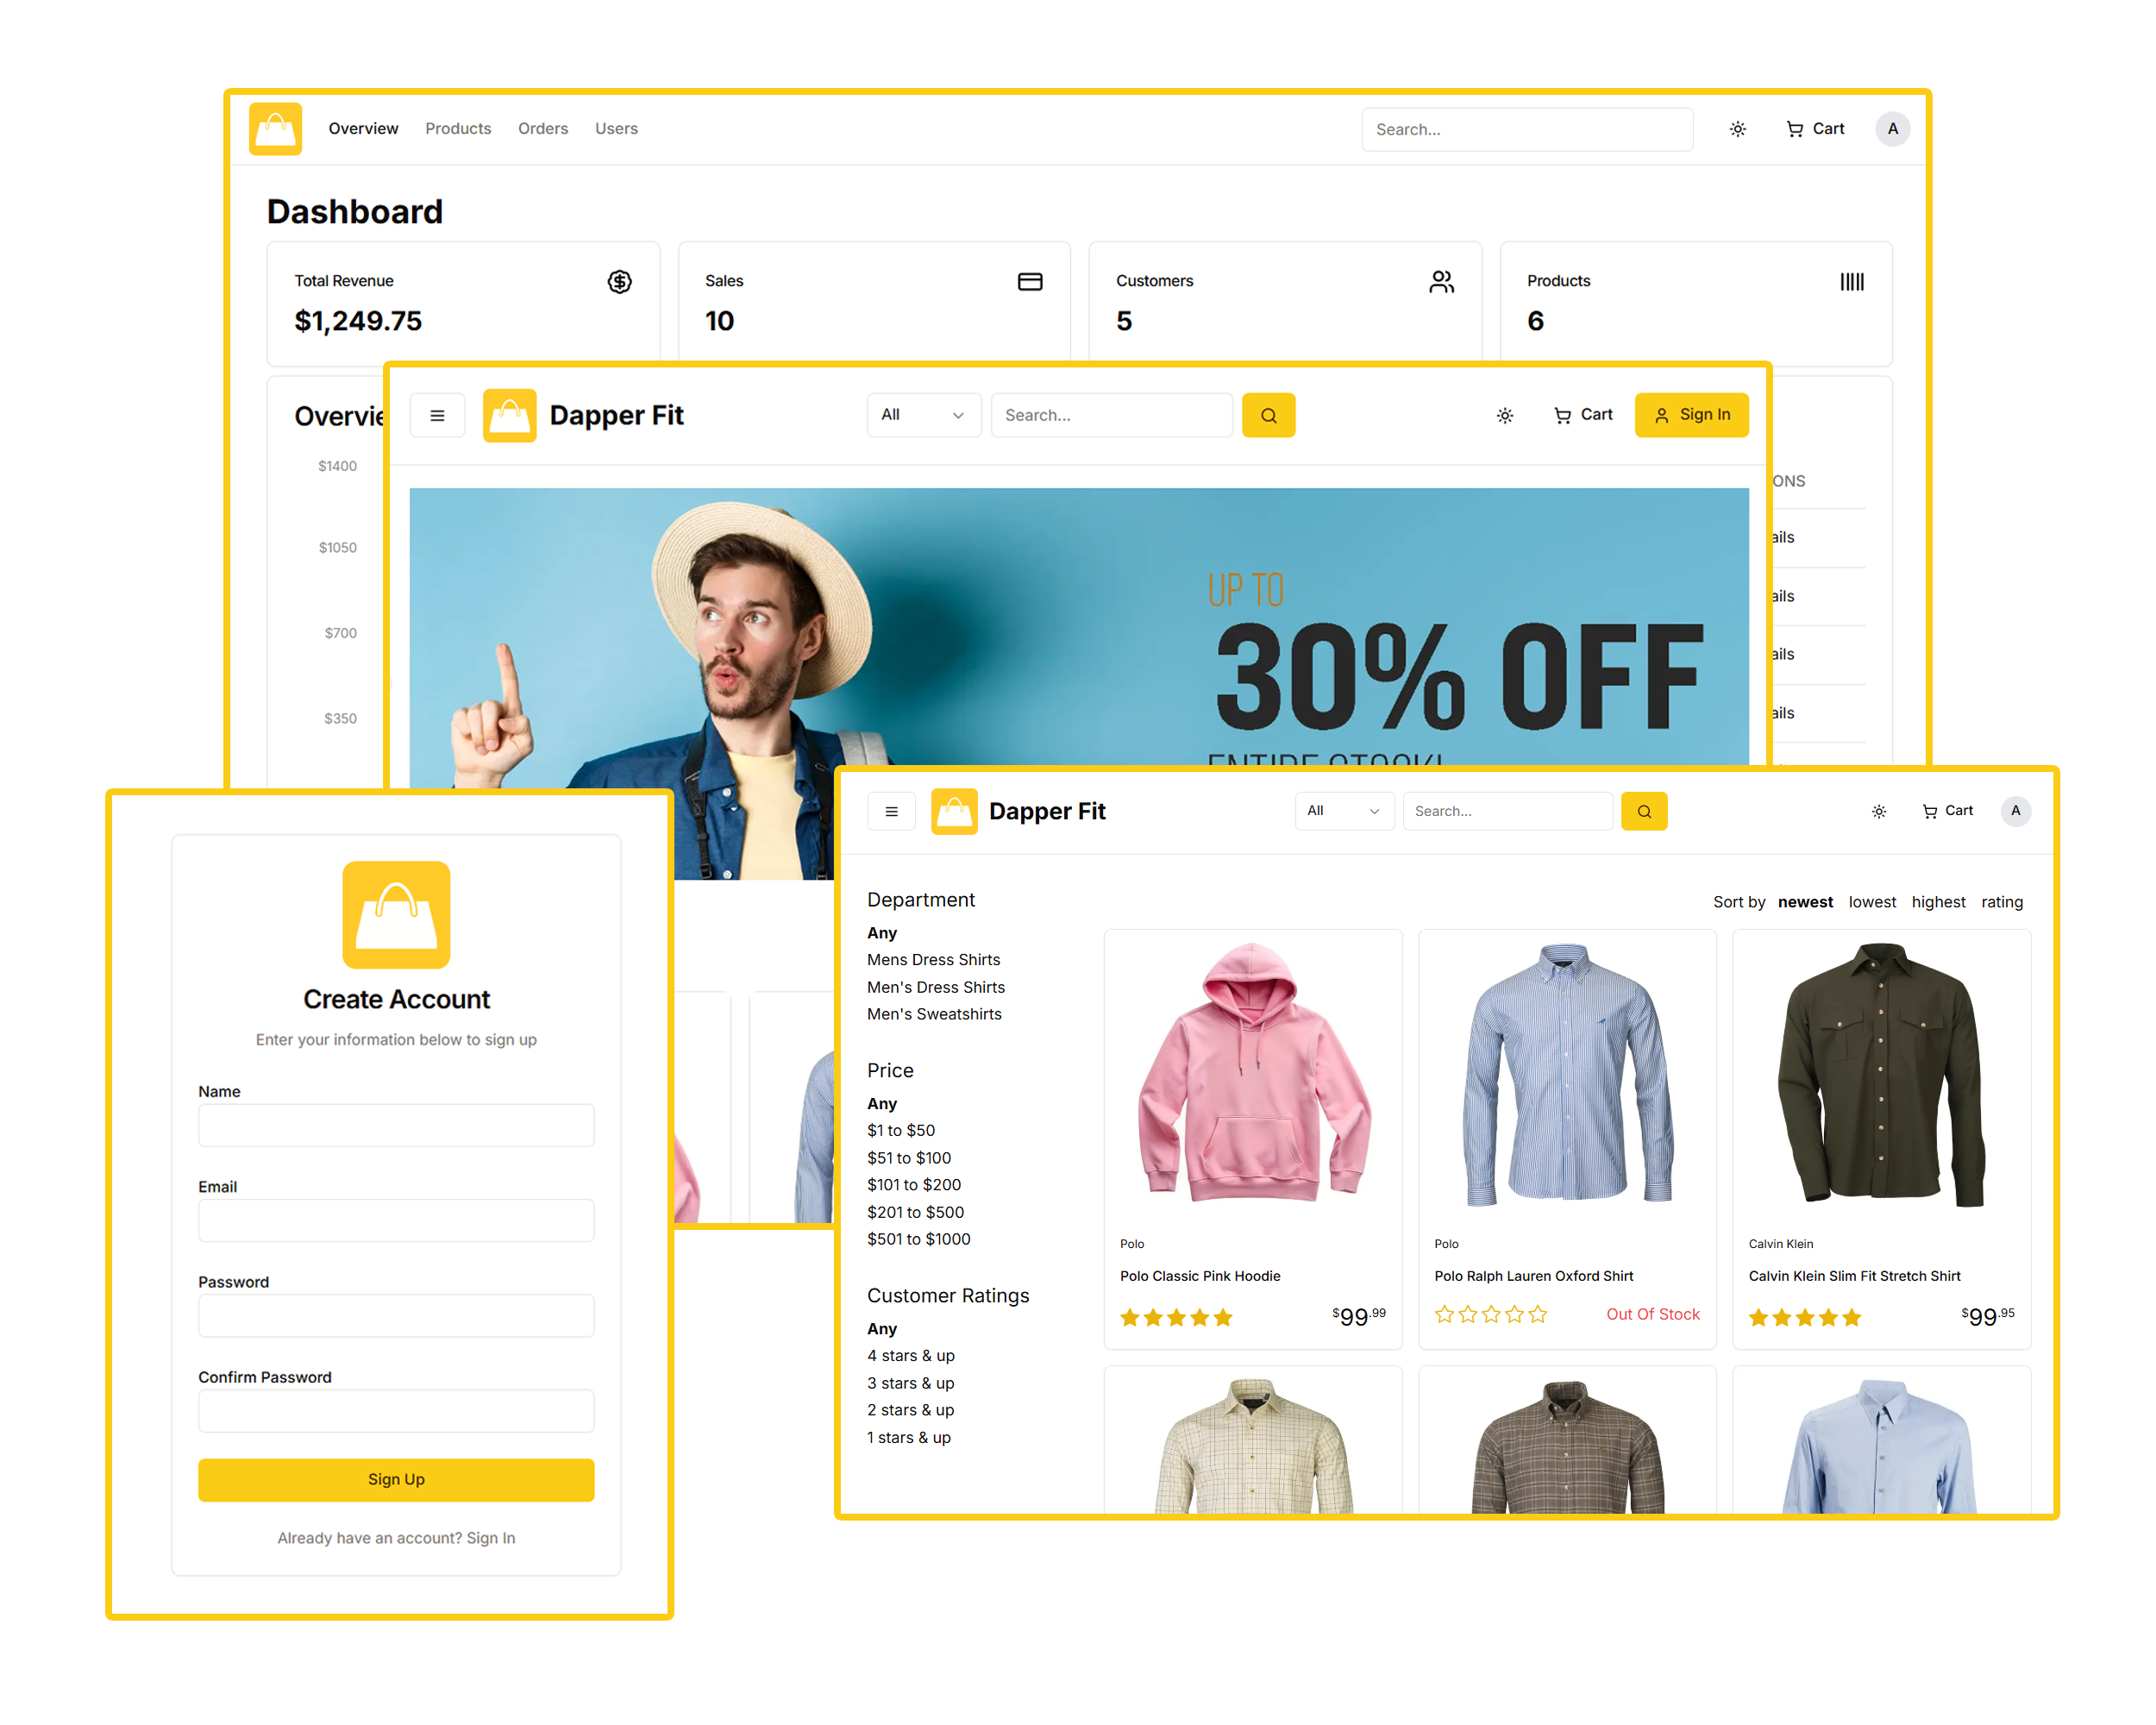 Overview Products Orders Users Search... Cart A
Dashboard
Total Revenue
$1,249.75
Sales
10
Customers
5
Products
6
$1400
$1050
$700
$350
Dapper Fit All Search... Cart Sign In
UP TO
30% OFF
ENTIRE STOCK!
Create Account
Enter your information below to sign up
Name
Email
Password
Confirm Password
Sign Up
Already have an account? Sign In
Dapper Fit All Search... Cart A
Department
Any
Mens Dress Shirts
Men's Dress Shirts
Men's Sweatshirts
Price
Any
$1 to $50
$51 to $100
$101 to $200
$201 to $500
$501 to $1000
Customer Ratings
Any
4 stars & up
3 stars & up
2 stars & up
1 stars & up
Sort by newest lowest highest rating
Polo
Polo Classic Pink Hoodie
$99.99
Polo
Polo Ralph Lauren Oxford Shirt
Out Of Stock
Calvin Klein
Calvin Klein Slim Fit Stretch Shirt
$99.95